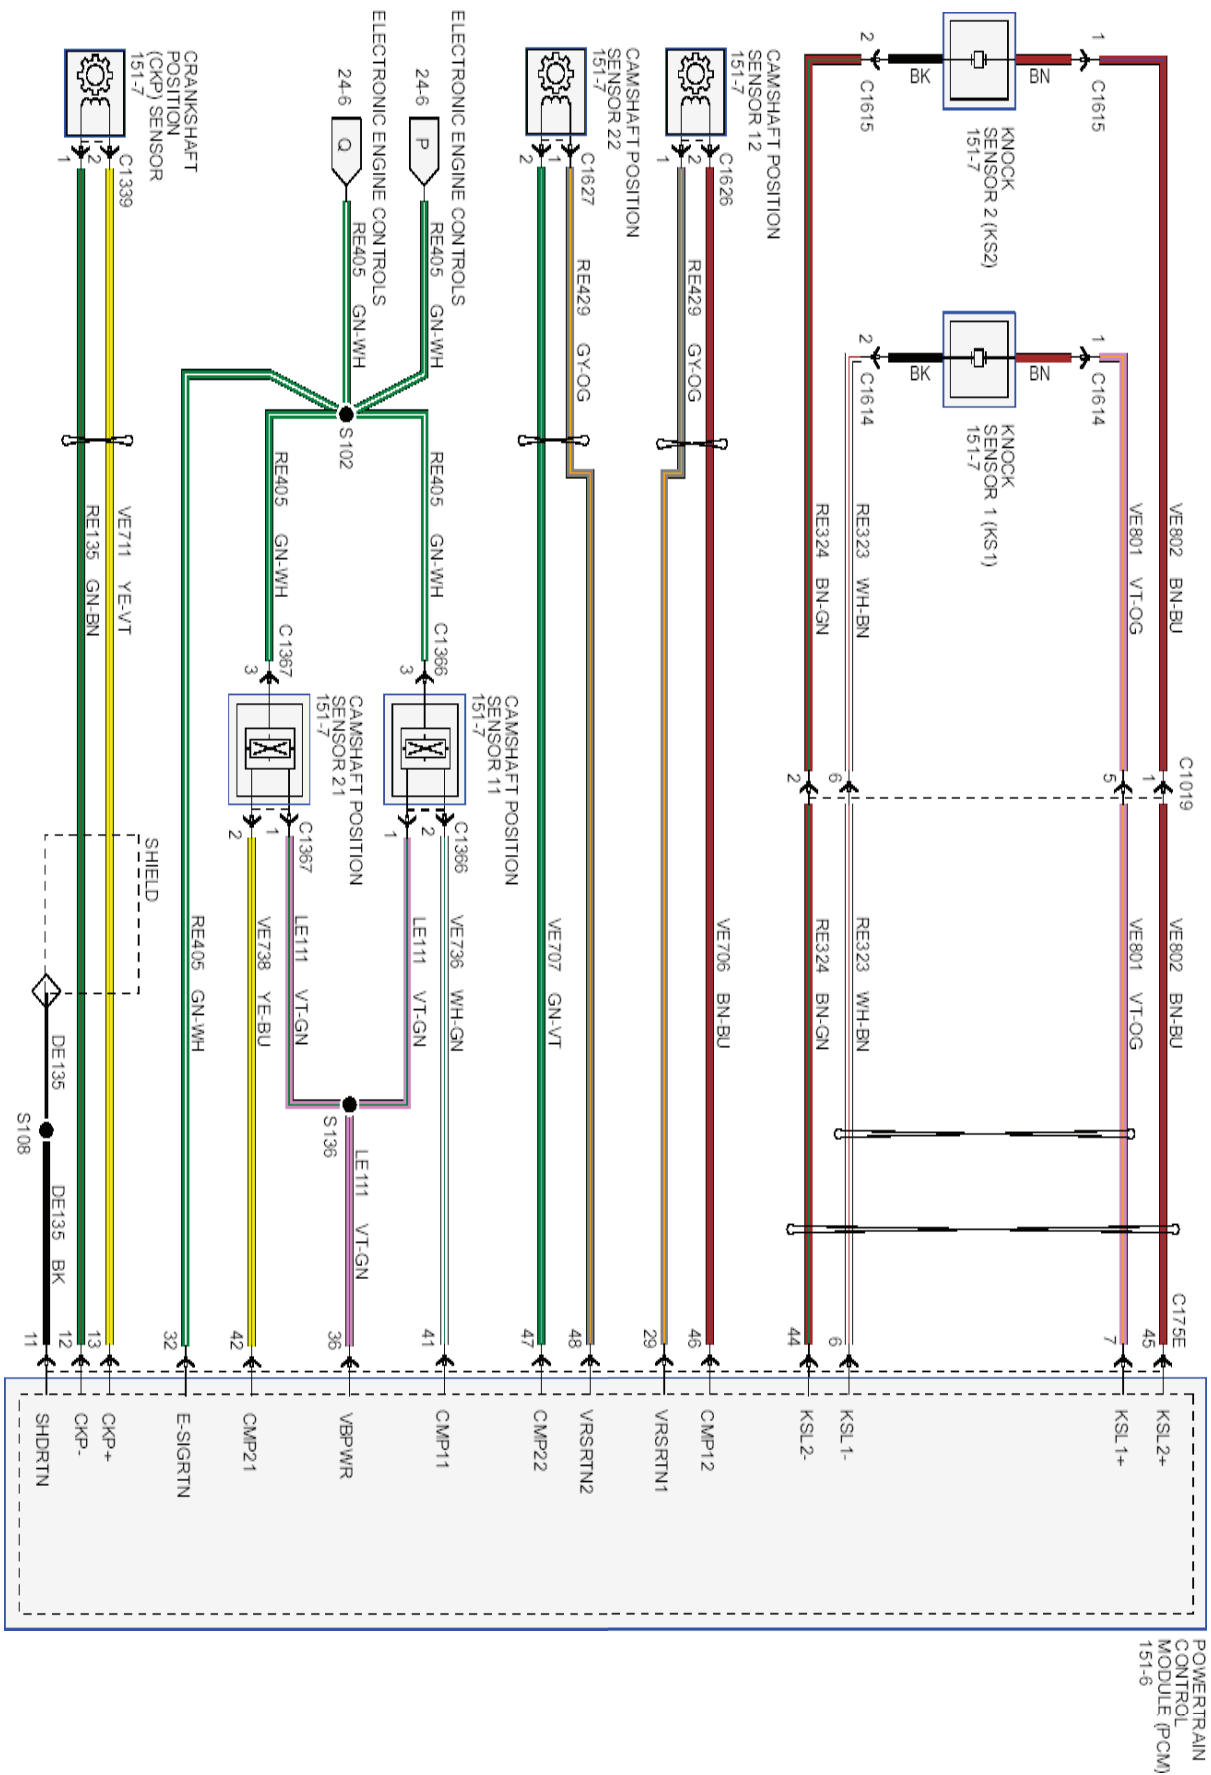 POWERTRAIN
CONTROL
MODULE (PCM)
151-6
C175E
45
KSL2+
7
KSL1+
6
KSL1-
44
KSL2-
46
CMP12
29
VRSRTN1
48
VRSRTN2
47
CMP22
41
CMP11
36
VBPWR
42
CMP21
32
E-SIGRTN
13
CKP+
12
CKP-
11
SHDRTN
1
C1615
BN
KNOCK
SENSOR 2 (KS2)
151-7
BK
2
C1615
VE802 BN-BU
1
C1019
VE802 BN-BU
1
C1614
BN
KNOCK
SENSOR 1 (KS1)
151-7
BK
2
C1614
VE801 VT-OG
5
VE801 VT-OG
RE323 WH-BN
6
RE323 WH-BN
RE324 BN-GN
2
RE324 BN-GN
CAMSHAFT POSITION
SENSOR 12
151-7
C1626
2
1
VE706 BN-BU
RE429 GY-OG
CAMSHAFT POSITION
SENSOR 22
151-7
C1627
1
2
RE429 GY-OG
VE707 GN-VT
ELECTRONIC ENGINE CONTROLS
24-6
P
RE405 GN-WH
ELECTRONIC ENGINE CONTROLS
24-6
Q
RE405 GN-WH
S102
RE405 GN-WH
C1366
3
CAMSHAFT POSITION
SENSOR 11
151-7
C1366
2
1
VE736 WH-GN
LE111 VT-GN
RE405 GN-WH
C1367
3
CAMSHAFT POSITION
SENSOR 21
151-7
C1367
1
2
LE111 VT-GN
S136
LE111 VT-GN
VE738 YE-BU
RE405 GN-WH
CRANKSHAFT
POSITION
(CKP) SENSOR
151-7
C1339
2
1
VE711 YE-VT
RE135 GN-BN
SHIELD
DE135
S108
DE135 BK